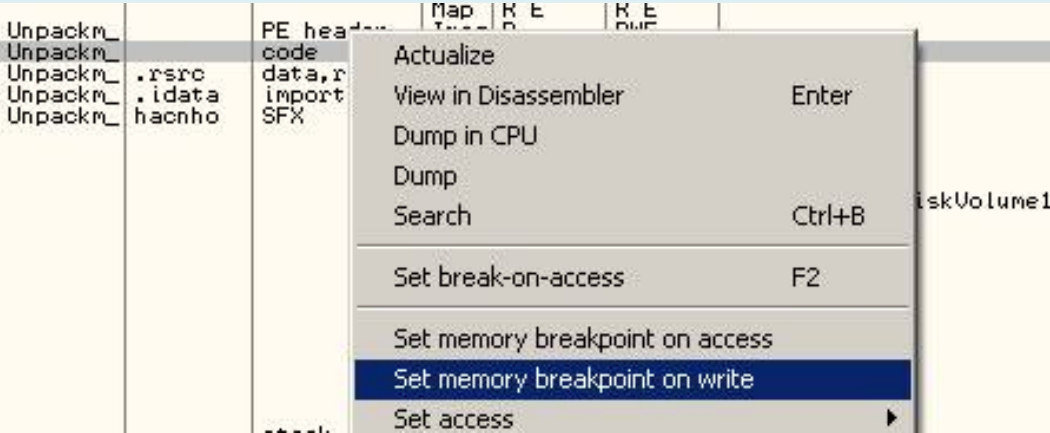 Map R E R E
Unpackm_ PE header
Unpackm_ code
Unpackm_ .rsrc data,r
Unpackm_ .idata import
Unpackm_ hacnho SFX
Actualize
View in Disassembler Enter
Dump in CPU
Dump
Search Ctrl+B
iskVolume1
Set break-on-access F2
Set memory breakpoint on access
Set memory breakpoint on write
Set access